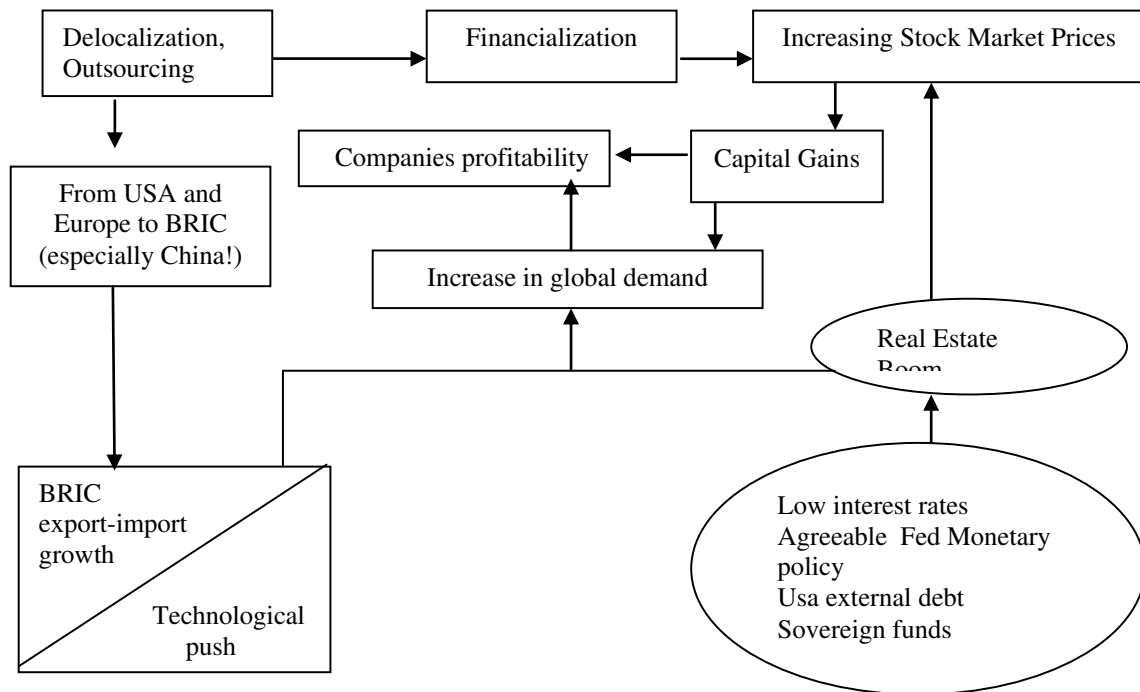 Delocalization,
Outsourcing
Financialization
Increasing Stock Market Prices
Companies profitability
Capital Gains
From USA and
Europe to BRIC
(especially China!)
Increase in global demand
Real Estate
Boom
BRIC
export-import
growth
Technological
push
Low interest rates
Agreeable Fed Monetary
policy
Usa external debt
Sovereign funds